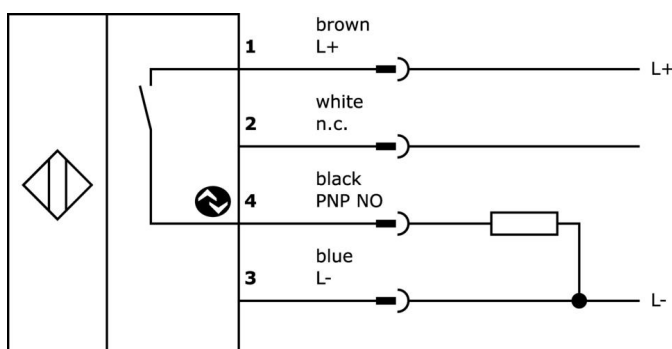 brown
1 L+
L+
white
2 n.c.
black
4 PNP NO
blue
3 L-
L-